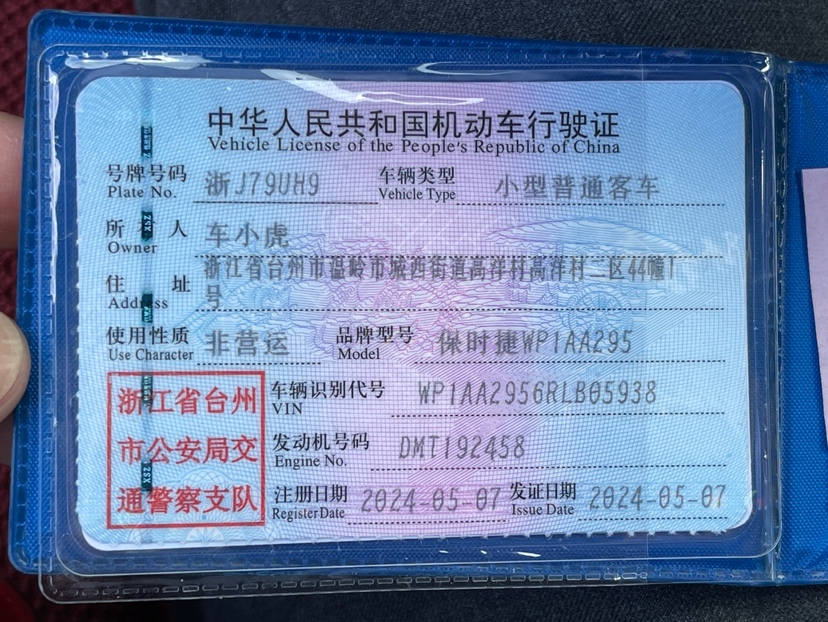 中华人民共和国机动车行驶证
Vehicle License of the People's Republic of China
号牌号码 浙J79UH9 车辆类型 小型普通客车
Plate No. Vehicle Type
所有人 车小虎
Owner
住址 浙江省台州市温岭市城西街道高洋村高洋村二区44幢1
号
Address
使用性质 非营运 品牌型号 保时捷WP1AA295
Use Character Model
浙江省台州
市公安局交
通警察支队
车辆识别代号 WP1AA2956RLB05938
VIN
发动机号码 DMT192458
Engine No.
注册日期 2024-05-07 发证日期 2024-05-07
Register Date Issue Date